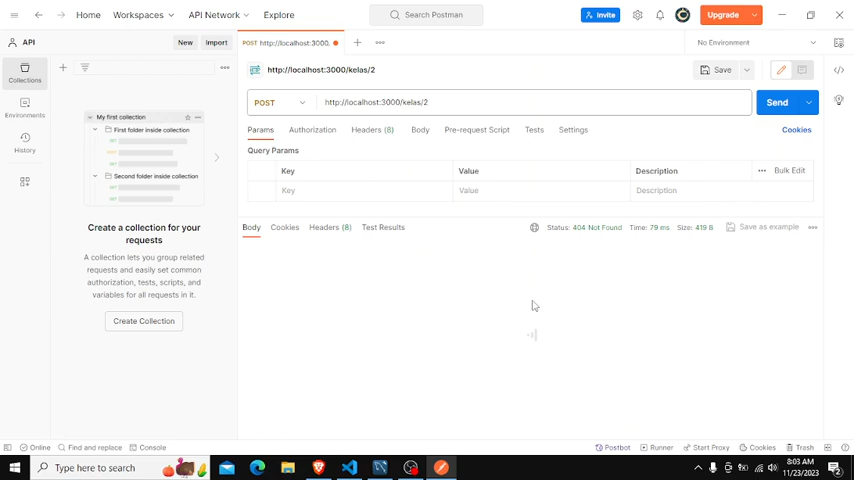 Home Workspaces API Network Explore Search Postman Invite Upgrade
API New Import POST http://localhost:3000, No Environment
Collections
Environments
History
http://localhost:3000/kelas/2 Save
POST http://localhost:3000/kelas/2 Send
Params Authorization Headers (8) Body Pre-request Script Tests Settings Cookies
Query Params
Key Value Description Bulk Edit
Key Value Description
Body Cookies Headers (8) Test Results Status: 404 Not Found Time: 79 ms Size: 419 B Save as example
My first collection
First folder inside collection
Second folder inside collection
Create a collection for your
requests
A collection lets you group related
requests and easily set common
authorization, tests, scripts, and
variables for all requests in it.
Create Collection
Online Find and replace Console Postbot Runner Start Proxy Cookies Trash
Type here to search
8:03 AM
11/23/2023
2